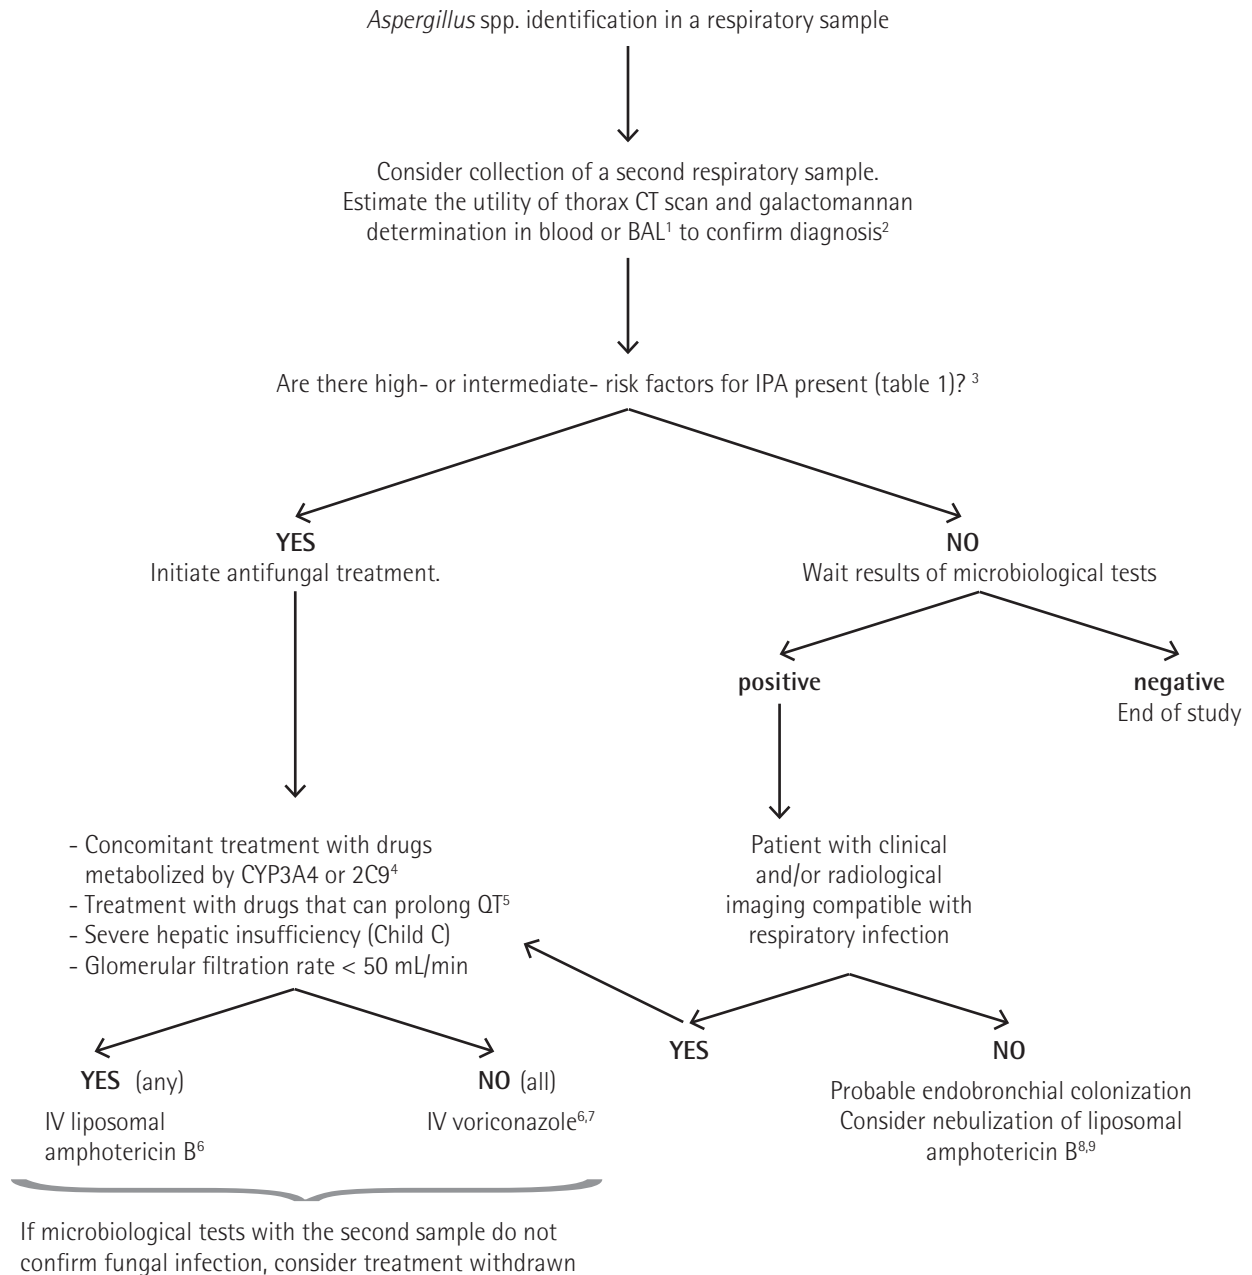 Aspergillus spp. identification in a respiratory sample
Consider collection of a second respiratory sample.
Estimate the utility of thorax CT scan and galactomannan
determination in blood or BAL¹ to confirm diagnosis²
Are there high- or intermediate- risk factors for IPA present (table 1)? ³
YES
Initiate antifungal treatment.
NO
Wait results of microbiological tests
positive
negative
End of study
- Concomitant treatment with drugs
metabolized by CYP3A4 or 2C9⁴
- Treatment with drugs that can prolong QT⁵
- Severe hepatic insufficiency (Child C)
- Glomerular filtration rate < 50 mL/min
Patient with clinical
and/or radiological
imaging compatible with
respiratory infection
YES (any)
IV liposomal
amphotericin B⁶
NO (all)
IV voriconazole⁶,⁷
YES
NO
Probable endobronchial colonization
Consider nebulization of liposomal
amphotericin B⁸,⁹
If microbiological tests with the second sample do not
confirm fungal infection, consider treatment withdrawn